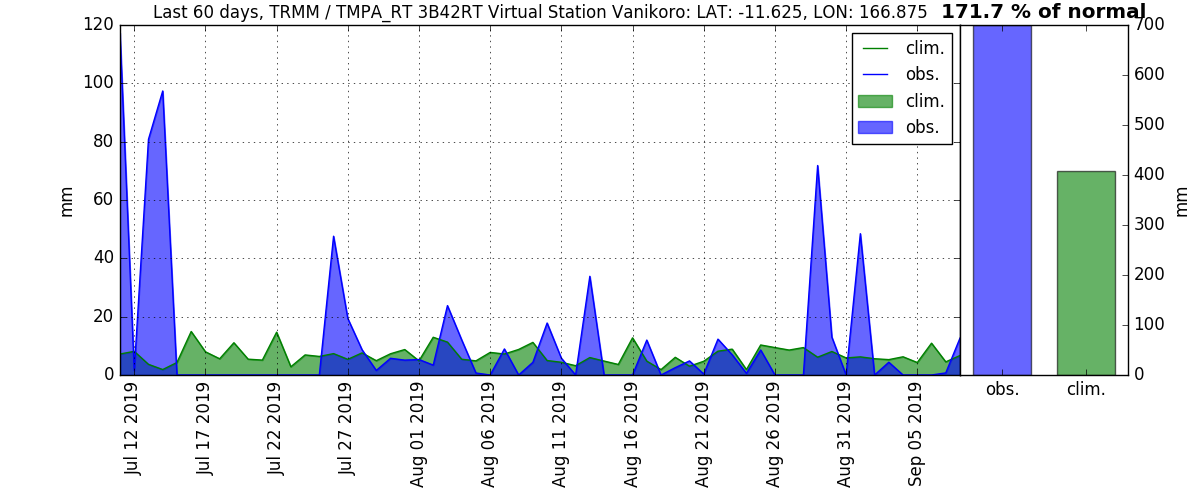 Last 60 days, TRMM / TMPA_RT 3B42RT Virtual Station Vanikoro: LAT: -11.625, LON: 166.875 171.7 % of normal
120
100
80
60
40
20
0
mm
clim.
obs.
clim.
obs.
Jul 12 2019
Jul 17 2019
Jul 22 2019
Jul 27 2019
Aug 01 2019
Aug 06 2019
Aug 11 2019
Aug 16 2019
Aug 21 2019
Aug 26 2019
Aug 31 2019
Sep 05 2019
obs.
clim.
700
600
500
400
300
200
100
0
mm